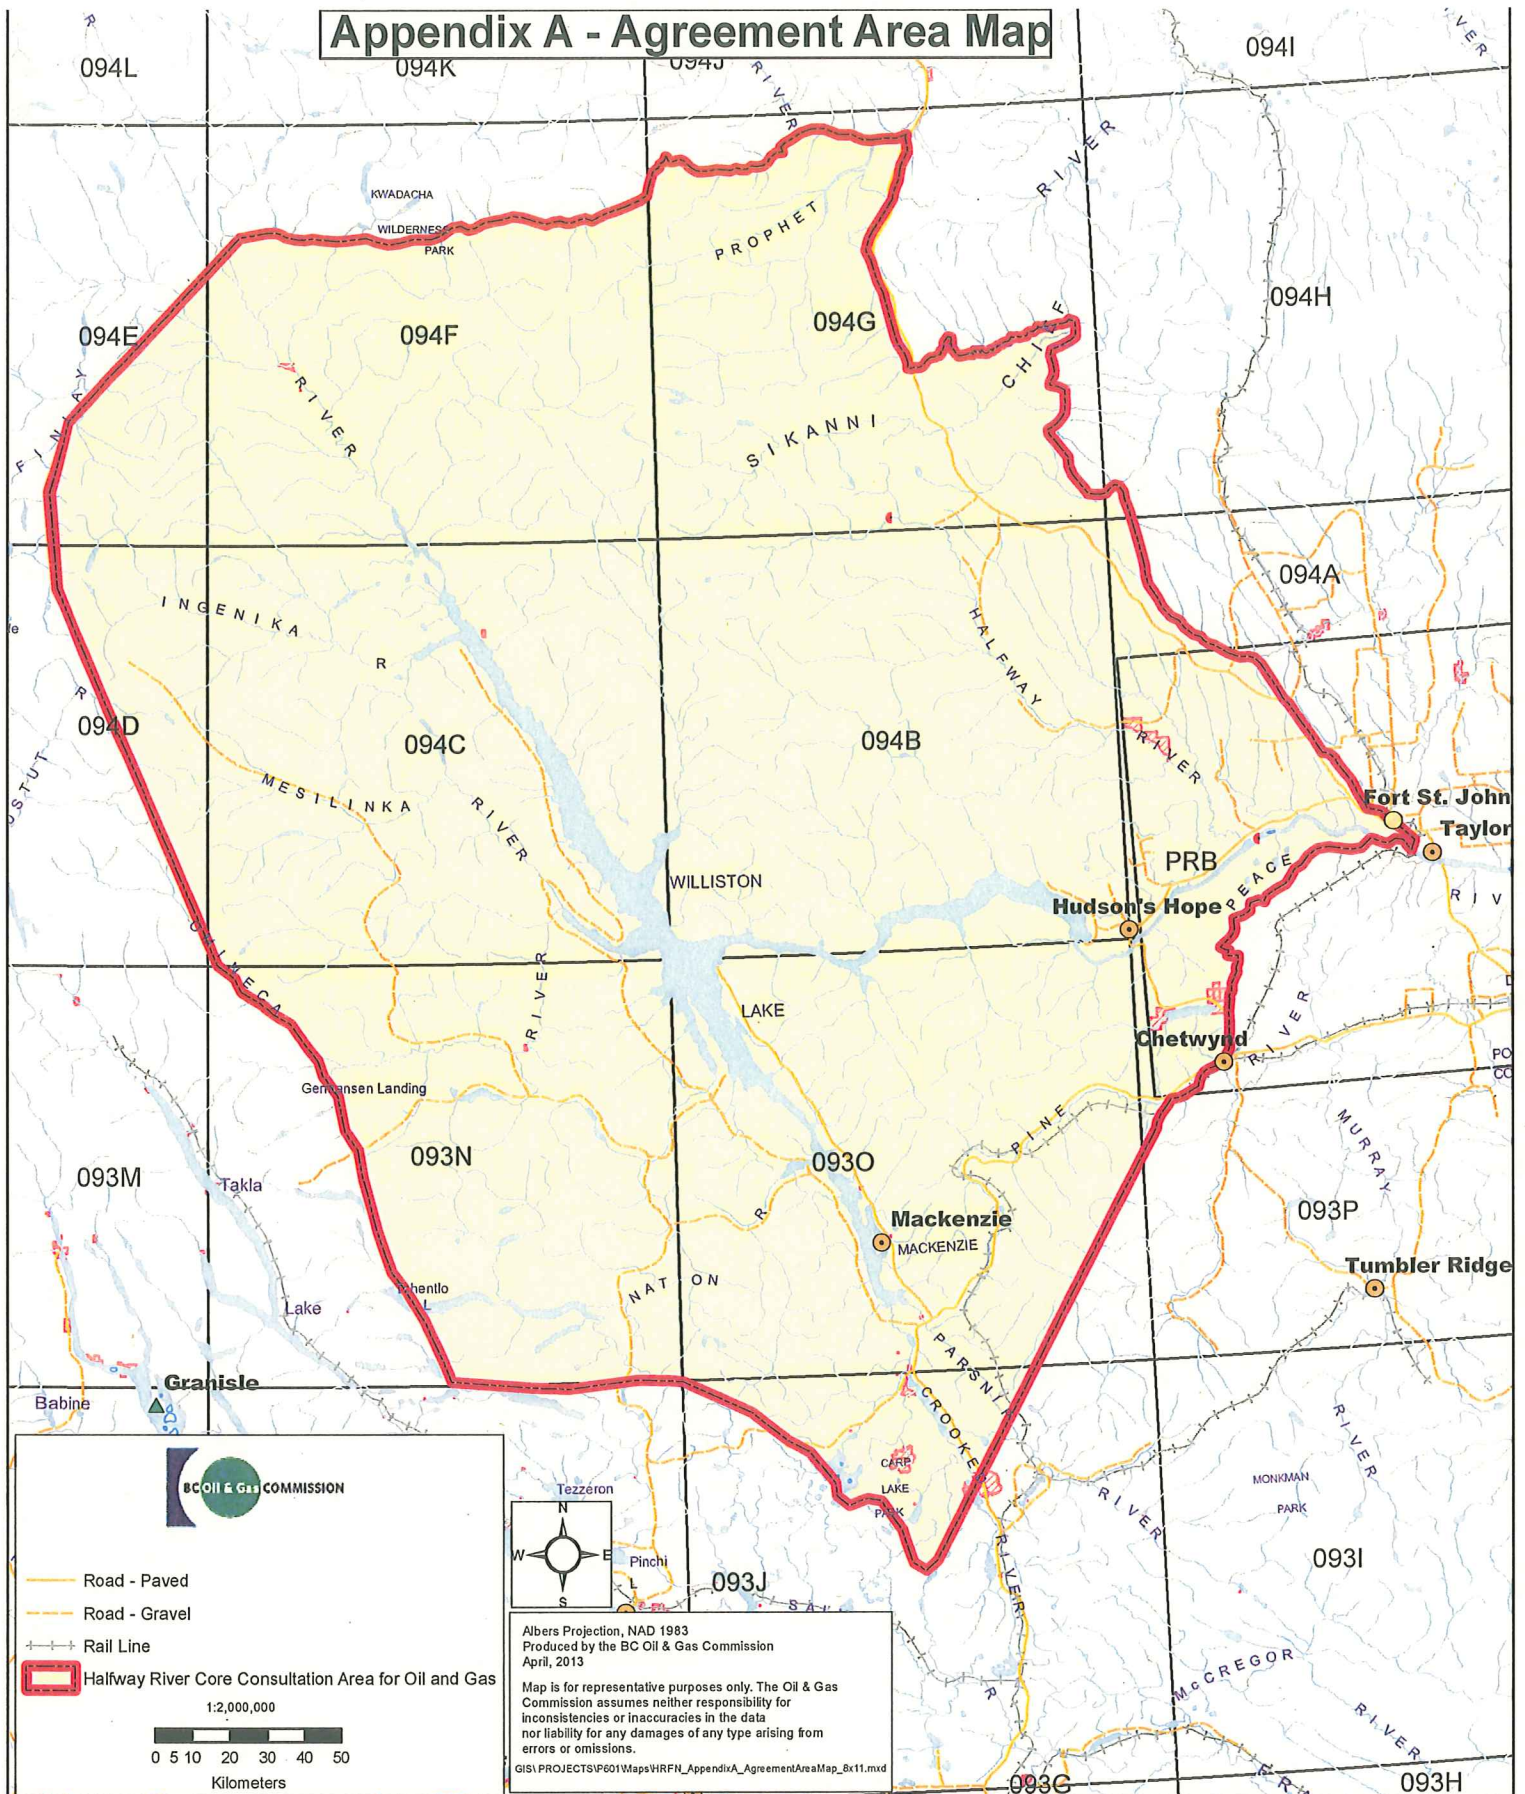 Appendix A - Agreement Area Map
094L
094K
094J
RIVER
094I
RIVER
KWADACHA
WILDERNESS
PARK
PROPHET
RIVER
094E
094F
094G
CHIEF
094H
FINLAY
RIVER
SIKANNI
INGENIKA
R
HALFWAY
094A
R
094D
094C
094B
RIVER
MESILINKA
RIVER
Fort St. John
Taylor
WILLISTON
PRB
PEACE
Hudson's Hope
RIV
OMINECA
RIVER
LAKE
RIVER
Chetwynd
Germansen Landing
PINE
093M
Takla
093N
093O
MURRAY
R
Mackenzie
MACKENZIE
093P
Tumbler Ridge
NATION
L
Lake
PARSNIP
CROOKED
Granisle
Babine
RIVER
CARP
LAKE
PARK
MONKMAN
PARK
RIVER
BC Oil & Gas COMMISSION
Tezzeron
N
W E
S
Pinchi
L
093J
RIVER
093I
Road - Paved
Road - Gravel
Rail Line
Halfway River Core Consultation Area for Oil and Gas
1:2,000,000
0 5 10 20 30 40 50
Kilometers
Albers Projection, NAD 1983
Produced by the BC Oil & Gas Commission
April, 2013
Map is for representative purposes only. The Oil & Gas
Commission assumes neither responsibility for
inconsistencies or inaccuracies in the data
nor liability for any damages of any type arising from
errors or omissions.
GIS\PROJECTS\P601\Maps\HRFN_AppendixA_AgreementAreaMap_8x11.mxd
R
McGREGOR
RIVER
093G
093H